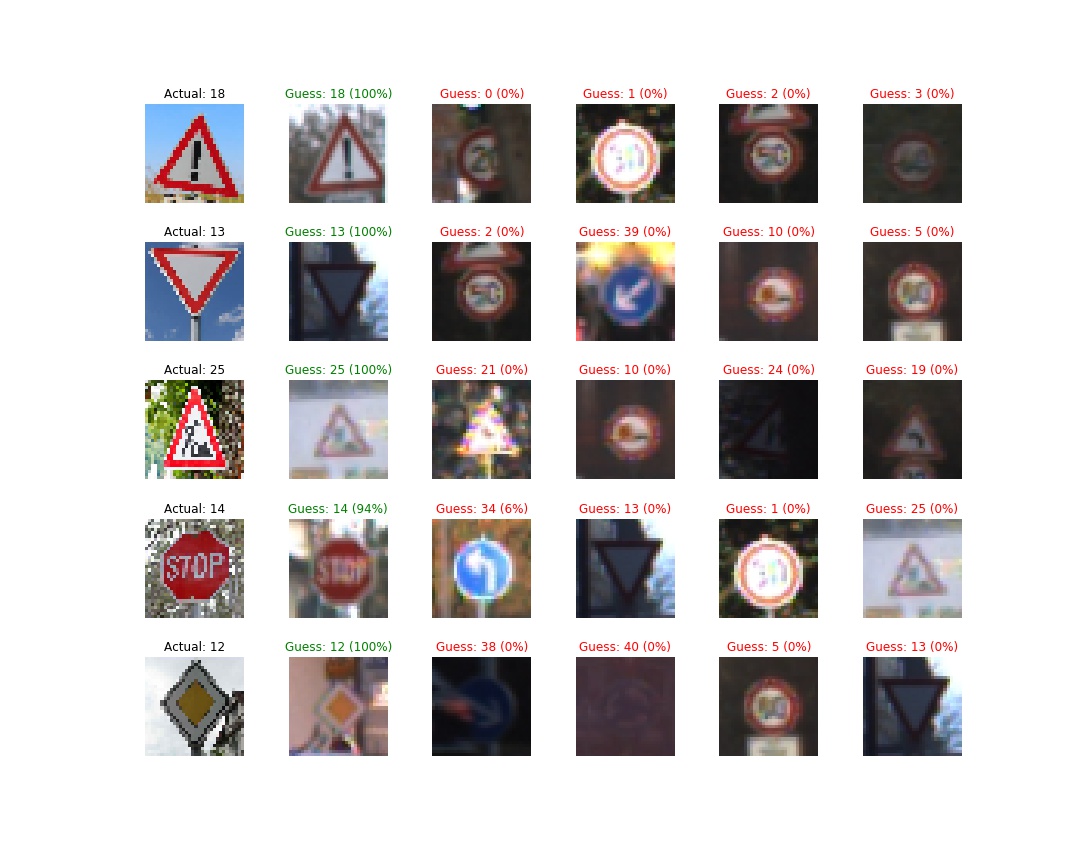 Actual: 18 Guess: 18 (100%) Guess: 0 (0%) Guess: 1 (0%) Guess: 2 (0%) Guess: 3 (0%)
50
Actual: 13 Guess: 13 (100%) Guess: 2 (0%) Guess: 39 (0%) Guess: 10 (0%) Guess: 5 (0%)
50
Actual: 25 Guess: 25 (100%) Guess: 21 (0%) Guess: 10 (0%) Guess: 24 (0%) Guess: 19 (0%)
Actual: 14 Guess: 14 (94%) Guess: 34 (6%) Guess: 13 (0%) Guess: 1 (0%) Guess: 25 (0%)
STOP STOP
Actual: 12 Guess: 12 (100%) Guess: 38 (0%) Guess: 40 (0%) Guess: 5 (0%) Guess: 13 (0%)